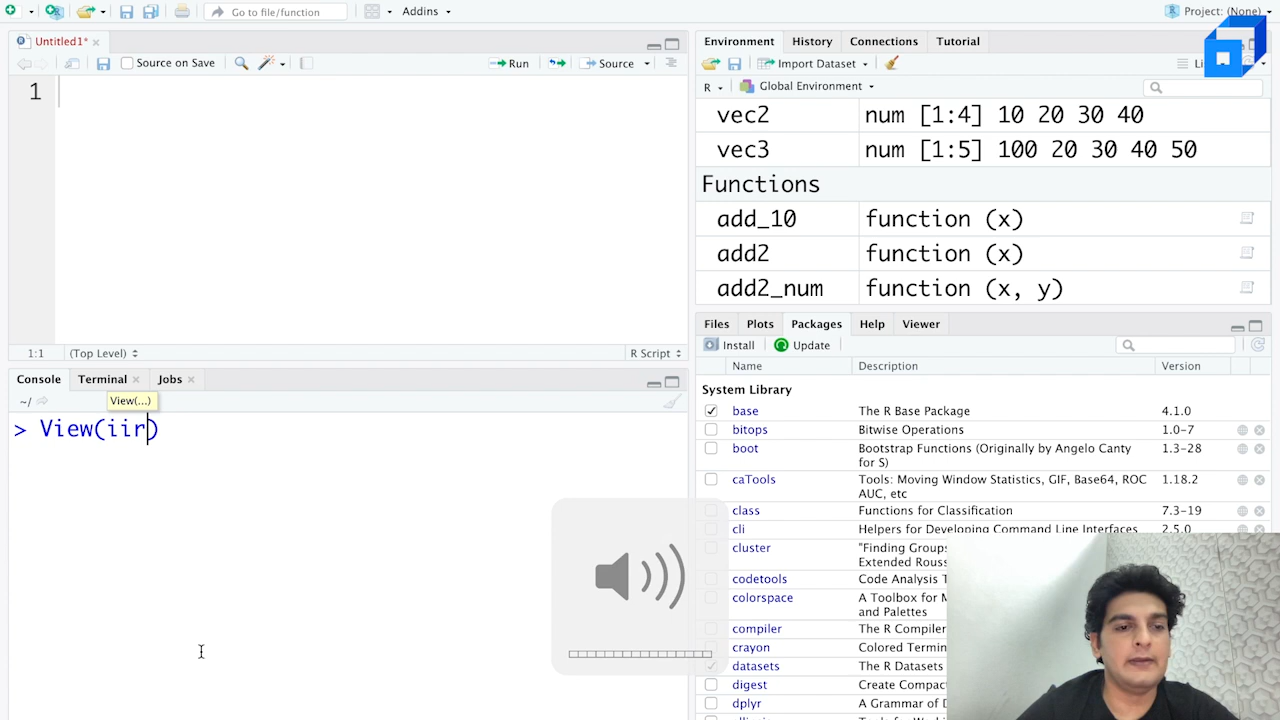 Go to file/function
Addins
Project: (None)
Untitled1*
Source on Save
Run
Source
1
1:1
(Top Level)
R Script
Console
Terminal
Jobs
~/
View(...)
> View(iir)
Environment
History
Connections
Tutorial
Import Dataset
R
Global Environment
vec2 num [1:4] 10 20 30 40
vec3 num [1:5] 100 20 30 40 50
Functions
add_10 function (x)
add2 function (x)
add2_num function (x, y)
Files
Plots
Packages
Help
Viewer
Install
Update
Name Description Version
System Library
base The R Base Package 4.1.0
bitops Bitwise Operations 1.0-7
boot Bootstrap Functions (Originally by Angelo Canty 1.3-28
for S)
caTools Tools: Moving Window Statistics, GIF, Base64, ROC 1.18.2
AUC, etc
class Functions for Classification 7.3-19
cli Helpers for Developing Command Line Interfaces 2.5.0
cluster "Finding Groups
Extended Rouss
codetools Code Analysis T
colorspace A Toolbox for M
and Palettes
compiler The R Compiler
crayon Colored Termin
datasets The R Datasets
digest Create Compac
dplyr A Grammar of D